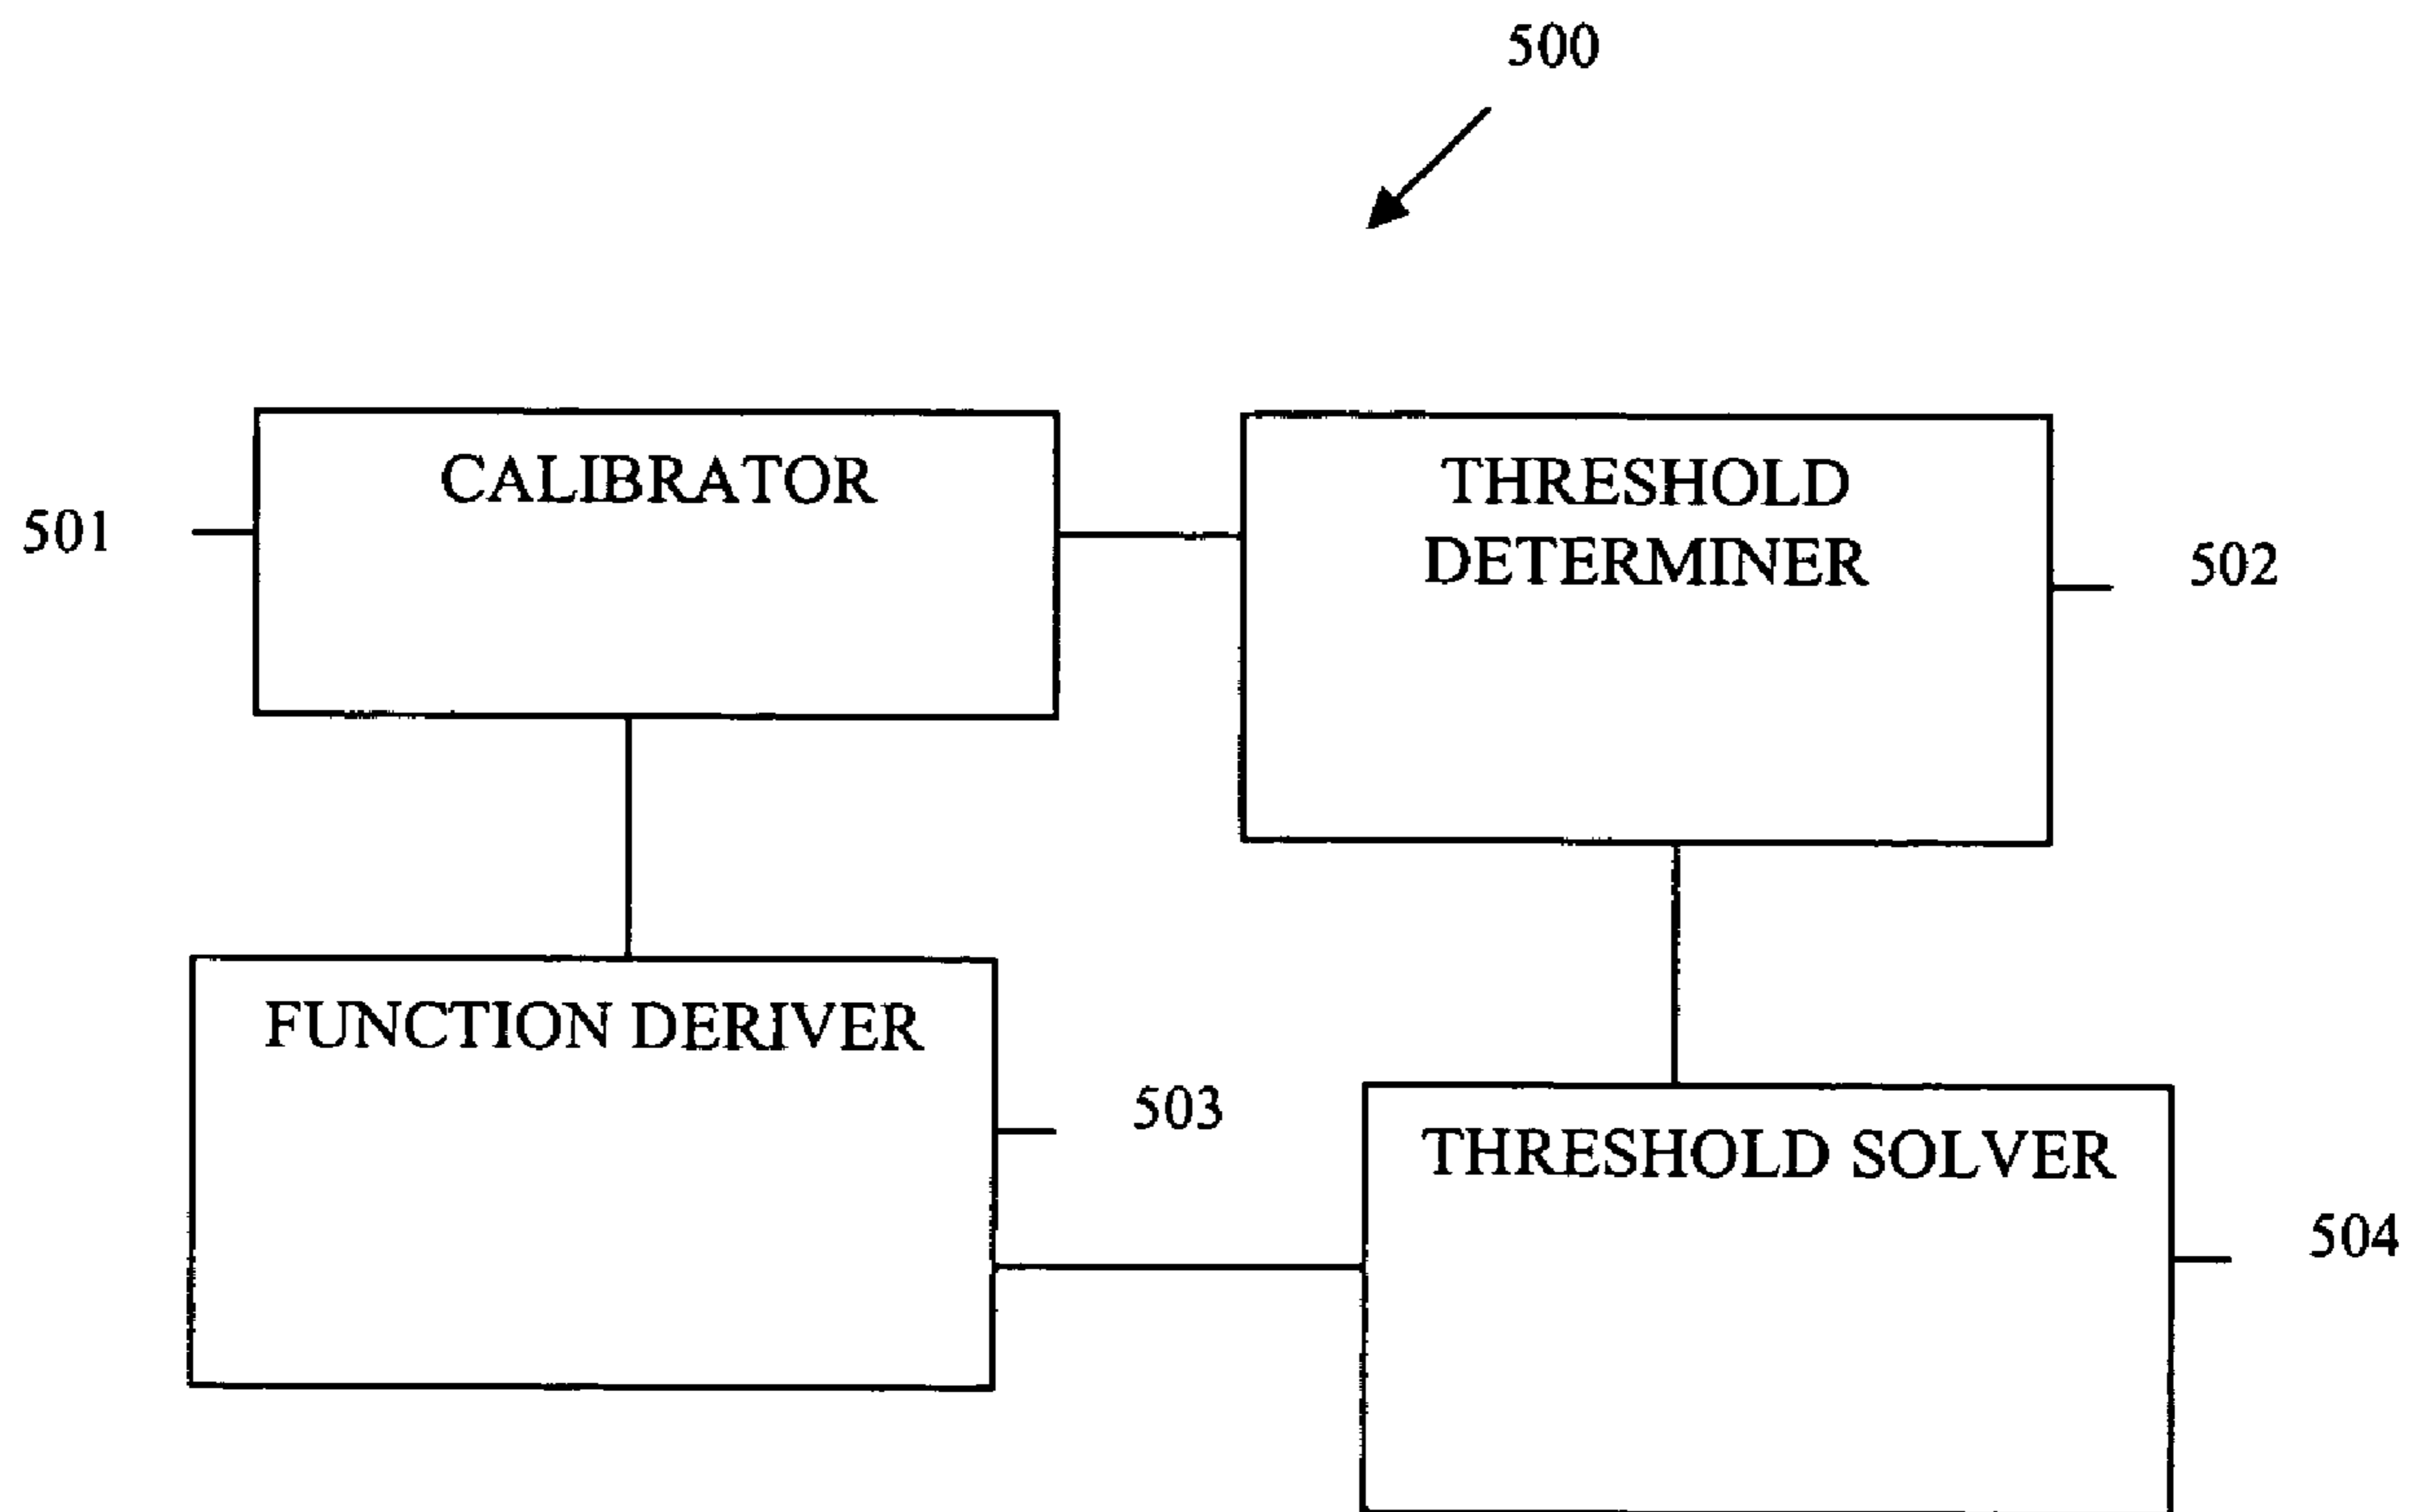 500
CALIBRATOR
501
THRESHOLD
DETERMINER
502
FUNCTION DERIVER
503
THRESHOLD SOLVER
504